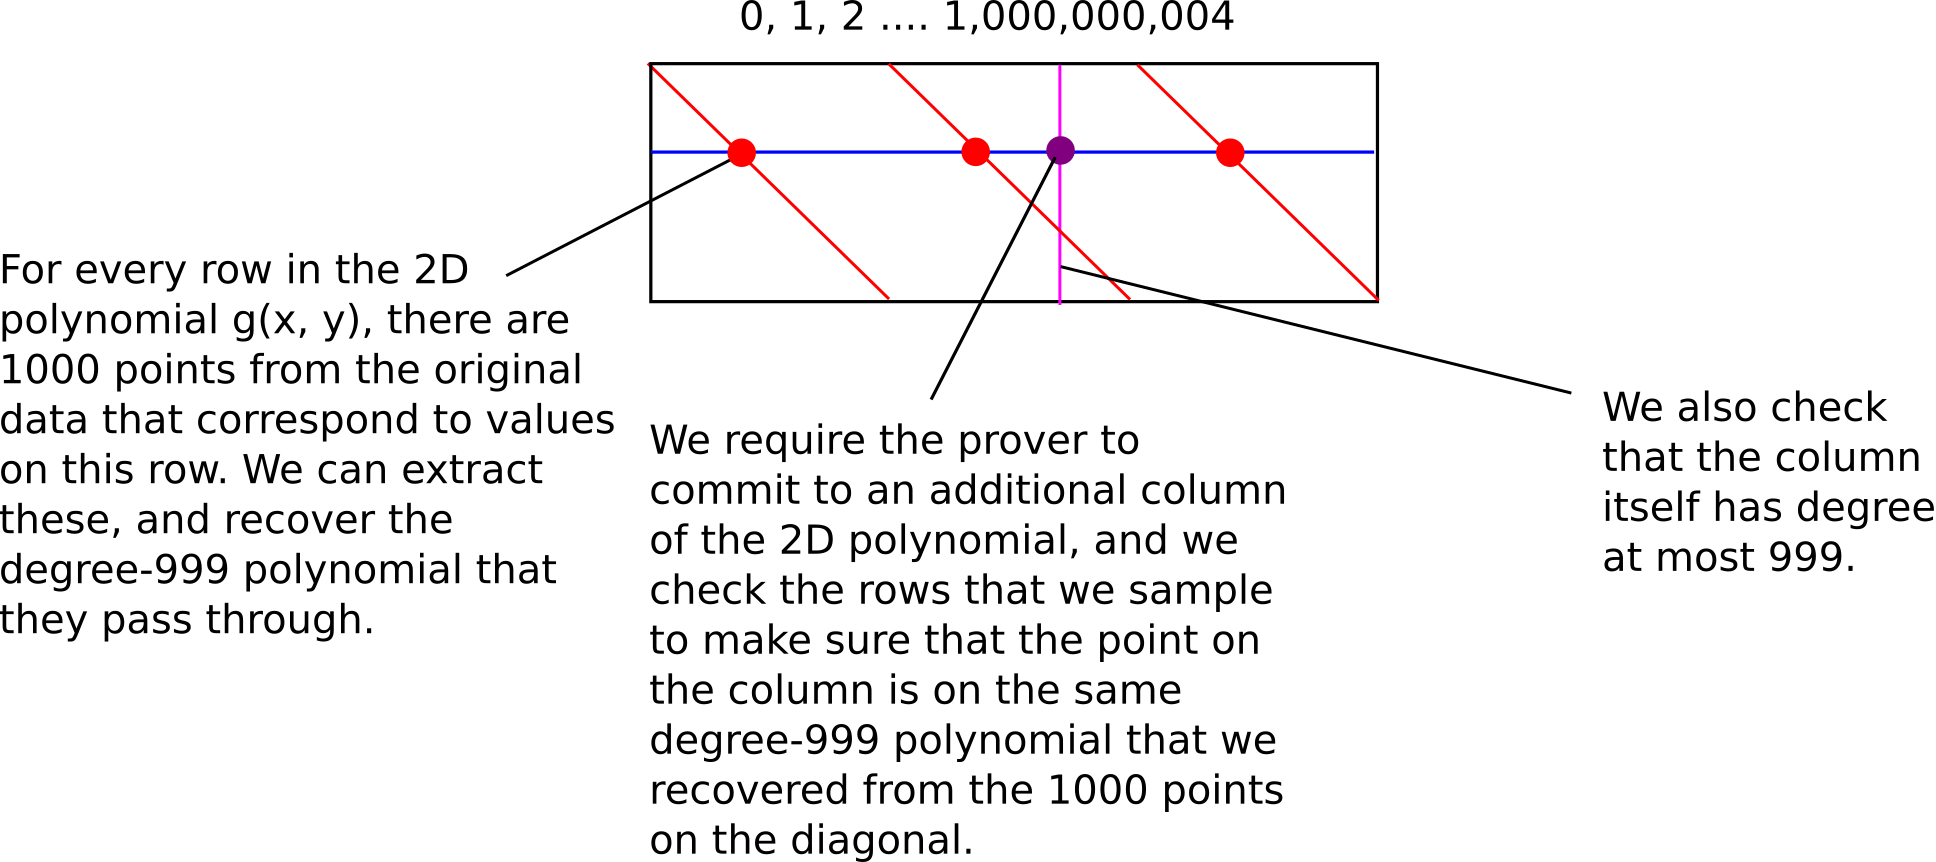 0, 1, 2 .... 1,000,000,004
For every row in the 2D
polynomial g(x, y), there are
1000 points from the original
data that correspond to values
on this row. We can extract
these, and recover the
degree-999 polynomial that
they pass through.
We require the prover to
commit to an additional column
of the 2D polynomial, and we
check the rows that we sample
to make sure that the point on
the column is on the same
degree-999 polynomial that we
recovered from the 1000 points
on the diagonal.
We also check
that the column
itself has degree
at most 999.